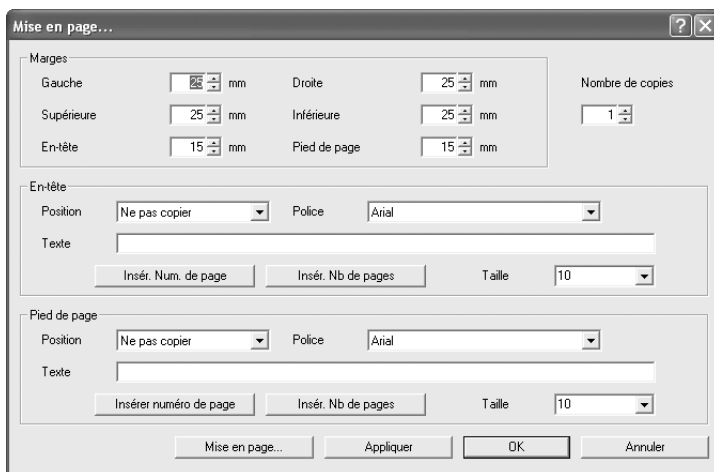 Mise en page...
Marges
Gauche 25 mm Droite 25 mm Nombre de copies
Supérieure 25 mm Inférieure 25 mm 1
En-tête 15 mm Pied de page 15 mm
En-tête
Position Ne pas copier Police Arial
Texte
Insér. Num. de page Insér. Nb de pages Taille 10
Pied de page
Position Ne pas copier Police Arial
Texte
Insérer numéro de page Insér. Nb de pages Taille 10
Mise en page... Appliquer OK Annuler